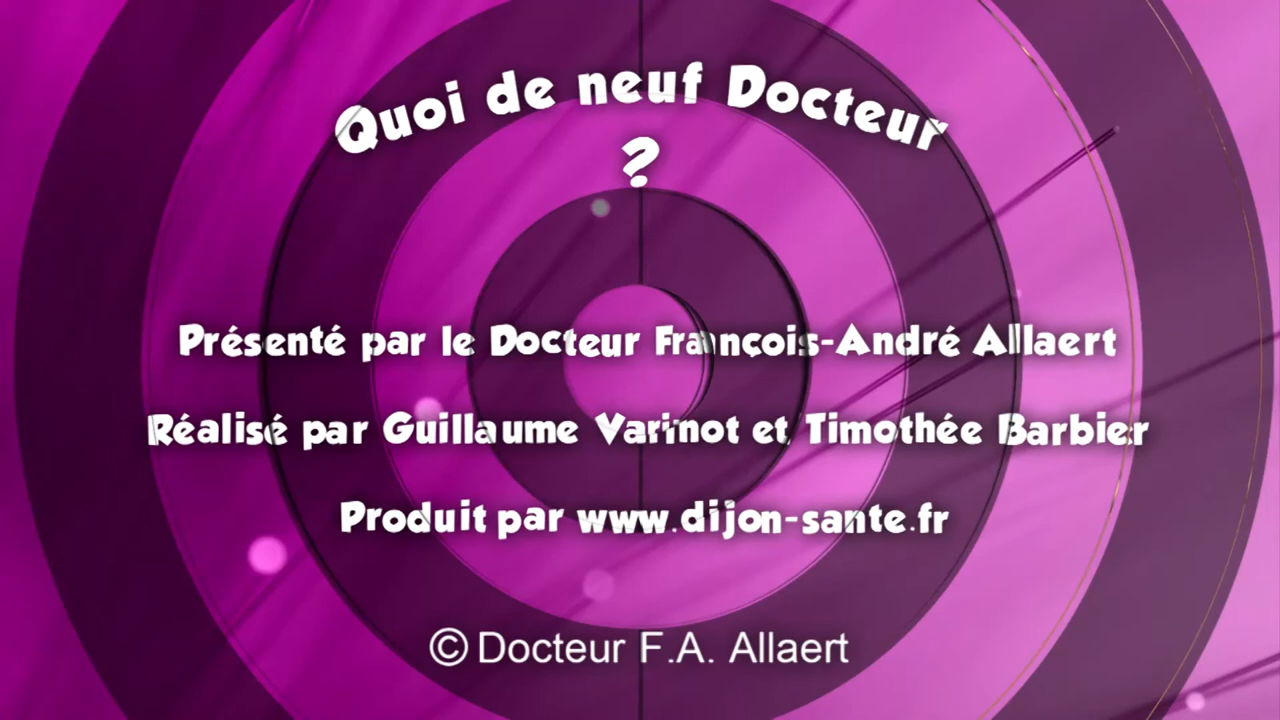 Quoi de neuf Docteur
?
Présenté par le Docteur François-André Allaert
Réalisé par Guillaume Varinot et Timothée Barbier
Produit par www.dijon-sante.fr
© Docteur F.A. Allaert